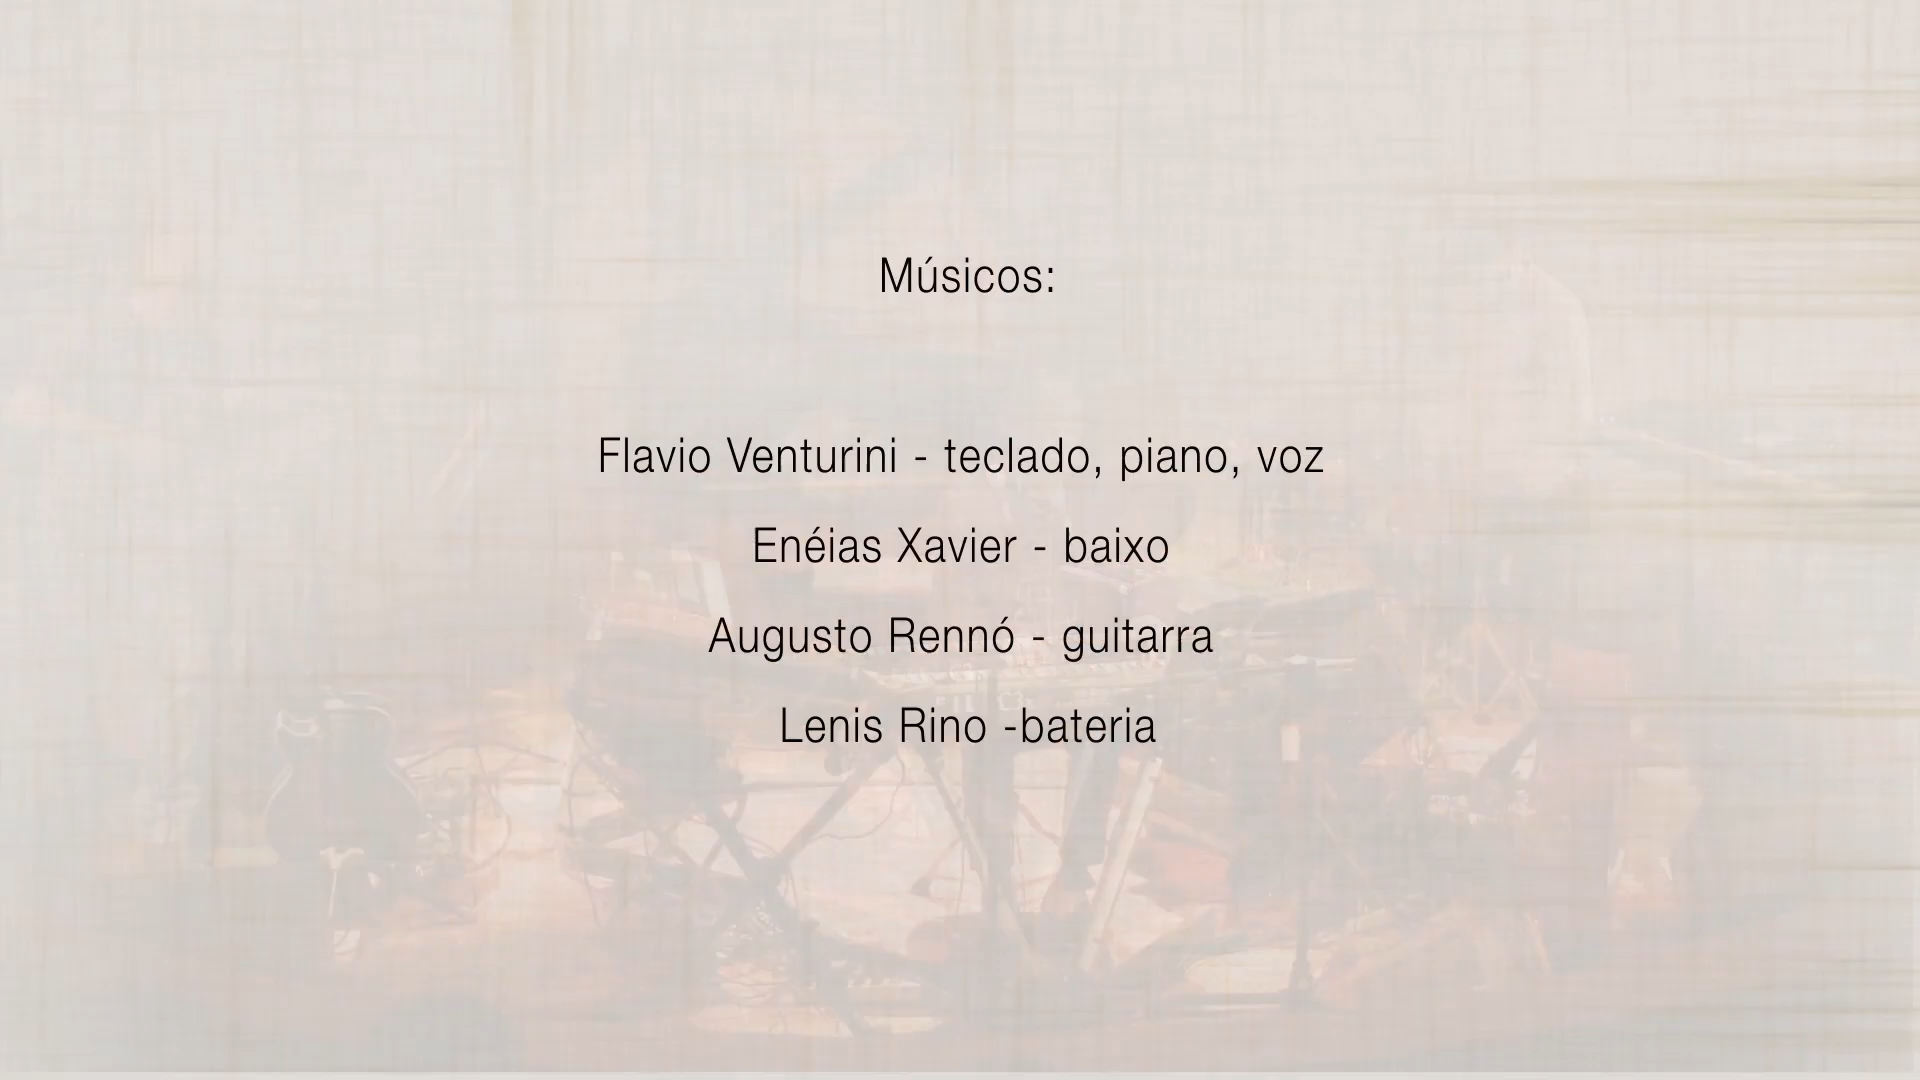 Músicos:
Flavio Venturini - teclado, piano, voz
Enéias Xavier - baixo
Augusto Rennó - guitarra
Lenis Rino -bateria